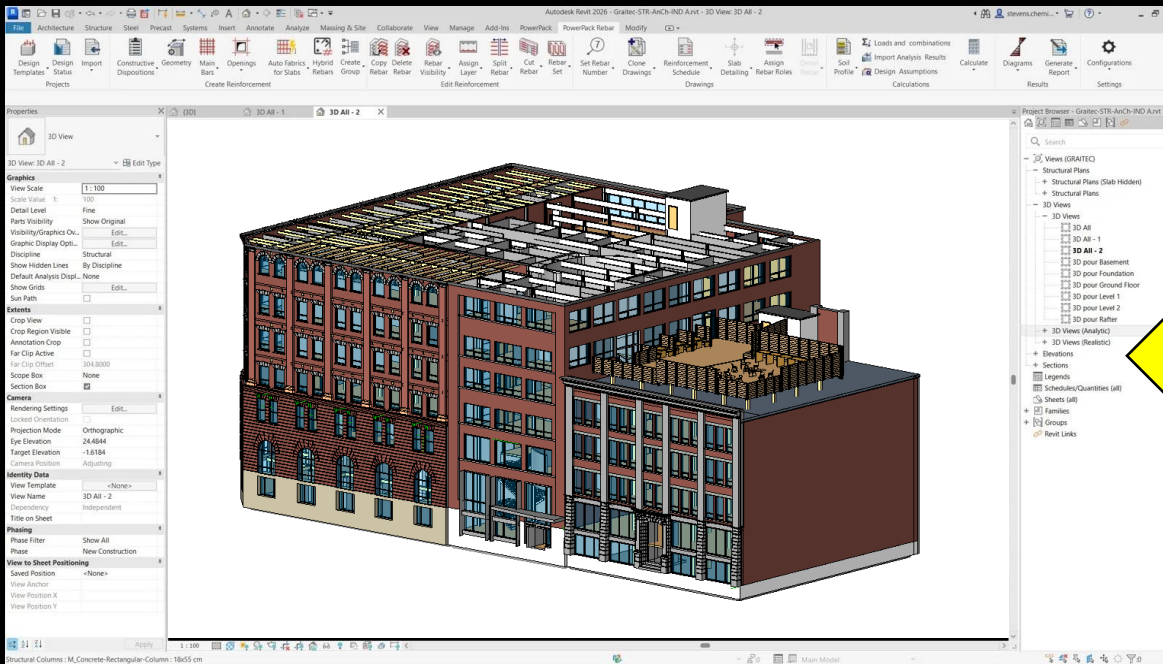 Autodesk Revit 2026 - Graitec-STR-AnCh-IND A.rvt - 3D View: 3D All - 2
stevens.chemi...
File Architecture Structure Steel Precast Systems Insert Annotate Analyze Massing & Site Collaborate View Manage Add-Ins PowerPack PowerPack Rebar Modify
Design Templates
Design Status
Import
Constructive Dispositions
Geometry
Main Bars
Openings
Auto Fabrics for Slabs
Hybrid Rebars
Create Group
Copy Rebar
Delete Rebar
Rebar Visibility
Assign Layer
Split Rebar
Cut Rebar
Rebar Set
Set Rebar Number
Clone Drawings
Reinforcement Schedule
Slab Detailing
Assign Rebar Roles
Soil Profile
Loads and combinations
Import Analysis Results
Design Assumptions
Calculate
Diagrams
Generate Report
Configurations
Projects Create Reinforcement Edit Reinforcement Drawings Calculations Results Settings
Properties
3D View
3D View: 3D All - 2 Edit Type
Graphics
View Scale 1 : 100
Scale Value 1: 100
Detail Level Fine
Parts Visibility Show Original
Visibility/Graphics Ov... Edit...
Graphic Display Opti... Edit...
Discipline Structural
Show Hidden Lines By Discipline
Default Analysis Displ... None
Show Grids Edit...
Sun Path
Extents
Crop View
Crop Region Visible
Annotation Crop
Far Clip Active
Far Clip Offset 304.8000
Scope Box None
Section Box
Camera
Rendering Settings Edit...
Locked Orientation
Projection Mode Orthographic
Eye Elevation 24.4844
Target Elevation -1.6184
Camera Position Adjusting
Identity Data
View Template <None>
View Name 3D All - 2
Dependency Independent
Title on Sheet
Phasing
Phase Filter Show All
Phase New Construction
View to Sheet Positioning
Saved Position <None>
View Anchor
View Position X
View Position Y
Apply
{3D} 3D All - 1 3D All - 2
Project Browser - Graitec-STR-AnCh-IND A.rvt
Search
Views (GRAITEC)
Structural Plans
Structural Plans (Slab Hidden)
Structural Plans
3D Views
3D Views
3D All
3D All - 1
3D All - 2
3D pour Basement
3D pour Foundation
3D pour Ground Floor
3D pour Level 1
3D pour Level 2
3D pour Rafter
3D Views (Analytic)
3D Views (Realistic)
Elevations
Sections
Legends
Schedules/Quantities (all)
Sheets (all)
Families
Groups
Revit Links
1 : 100
Structural Columns : M_Concrete-Rectangular-Column : 18x55 cm
:0 Main Model :0